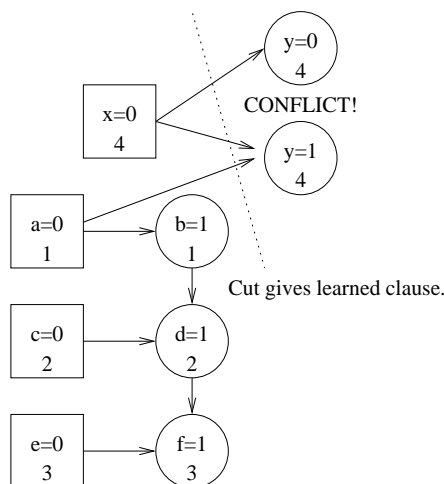 y=0
4
x=0
4
CONFLICT!
y=1
4
a=0
1
b=1
1
Cut gives learned clause.
c=0
2
d=1
2
e=0
3
f=1
3